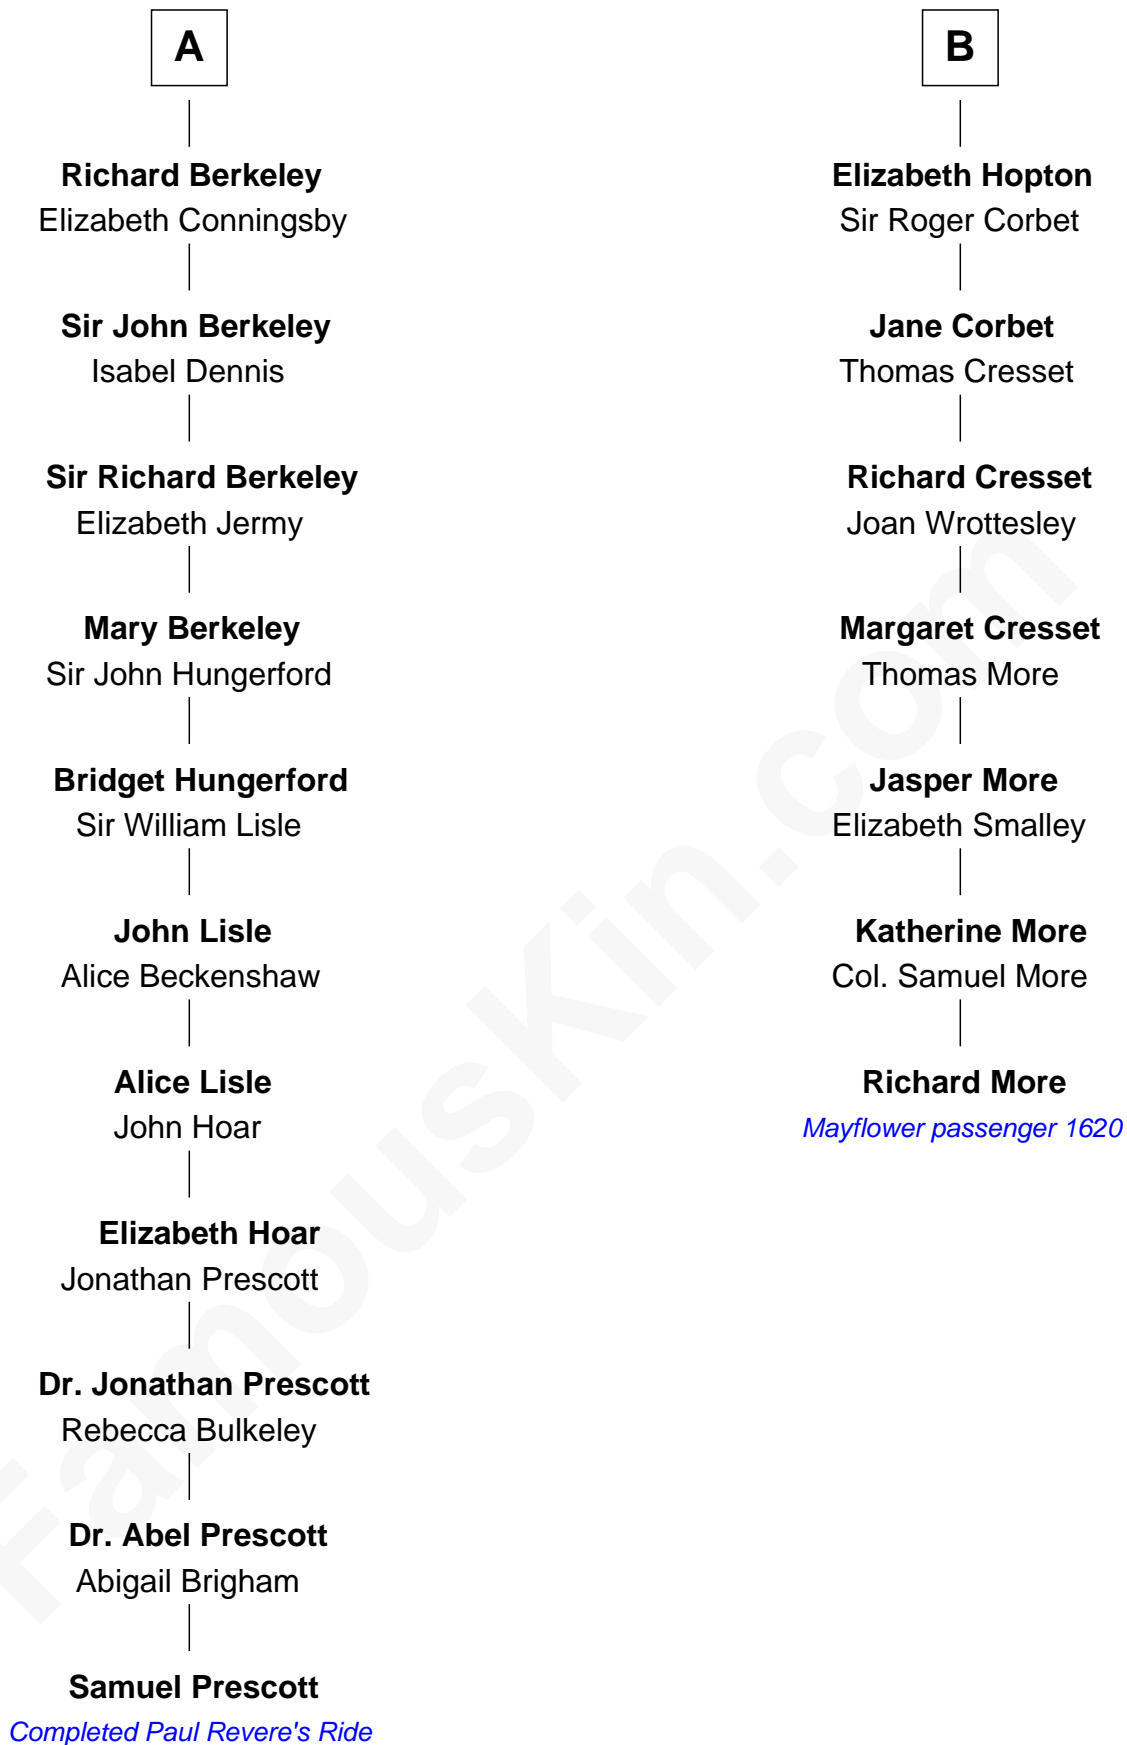 A
Richard Berkeley
Elizabeth Conningsby
Sir John Berkeley
Isabel Dennis
Sir Richard Berkeley
Elizabeth Jermy
Mary Berkeley
Sir John Hungerford
Bridget Hungerford
Sir William Lisle
John Lisle
Alice Beckenshaw
Alice Lisle
John Hoar
Elizabeth Hoar
Jonathan Prescott
Dr. Jonathan Prescott
Rebecca Bulkeley
Dr. Abel Prescott
Abigail Brigham
Samuel Prescott
Completed Paul Revere's Ride
B
Elizabeth Hopton
Sir Roger Corbet
Jane Corbet
Thomas Cresset
Richard Cresset
Joan Wrottesley
Margaret Cresset
Thomas More
Jasper More
Elizabeth Smalley
Katherine More
Col. Samuel More
Richard More
Mayflower passenger 1620
FamousKin.com